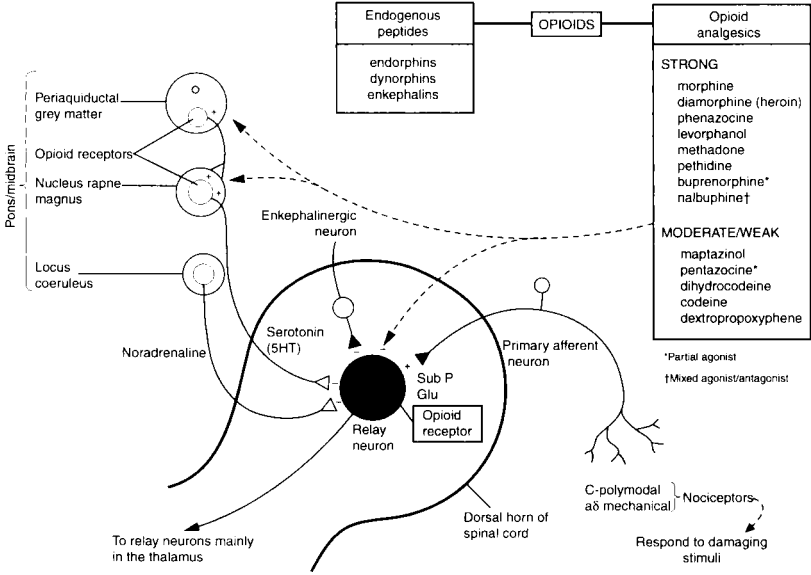 Endogenous
peptides
endorphins
dynorphins
enkephalins
OPIOIDS
Opioid
analgesics
STRONG
morphine
diamorphine (heroin)
phenazocine
levorphanol
methadone
pethidine
buprenorphine*
nalbuphine†
MODERATE/WEAK
maptazinol
pentazocine*
dihydrocodeine
codeine
dextropropoxyphene
*Partial agonist
†Mixed agonist/antagonist
Pons/midbrain
Periaquiductal
grey matter
Opioid receptors
Nucleus rapne
magnus
Locus
coeruleus
Noradrenaline
Serotonin
(5HT)
Enkephalinergic
neuron
Primary afferent
neuron
Sub P
Glu
Opioid
receptor
Relay
neuron
Dorsal horn of
spinal cord
To relay neurons mainly
in the thalamus
C-polymodal
aδ mechanical
Nociceptors
Respond to damaging
stimuli